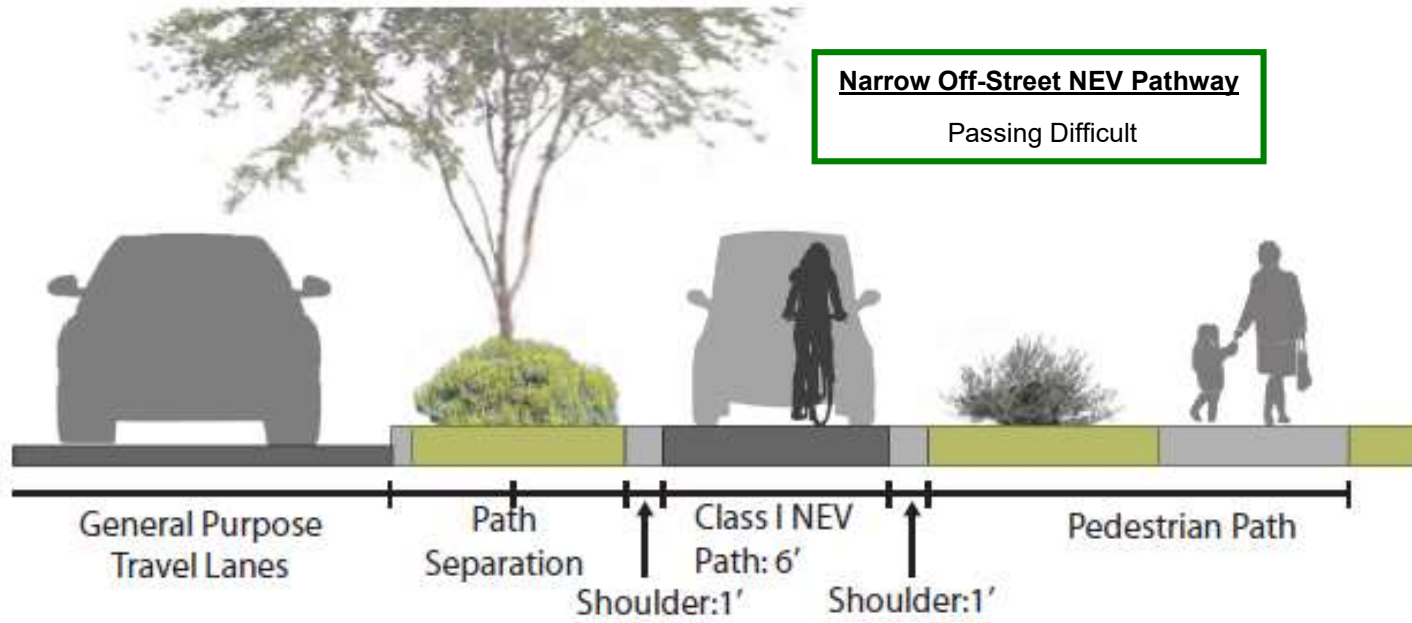 Narrow Off-Street NEV Pathway
Passing Difficult
General Purpose
Travel Lanes
Path
Separation
Shoulder:1'
Class I NEV
Path: 6'
Shoulder:1'
Pedestrian Path